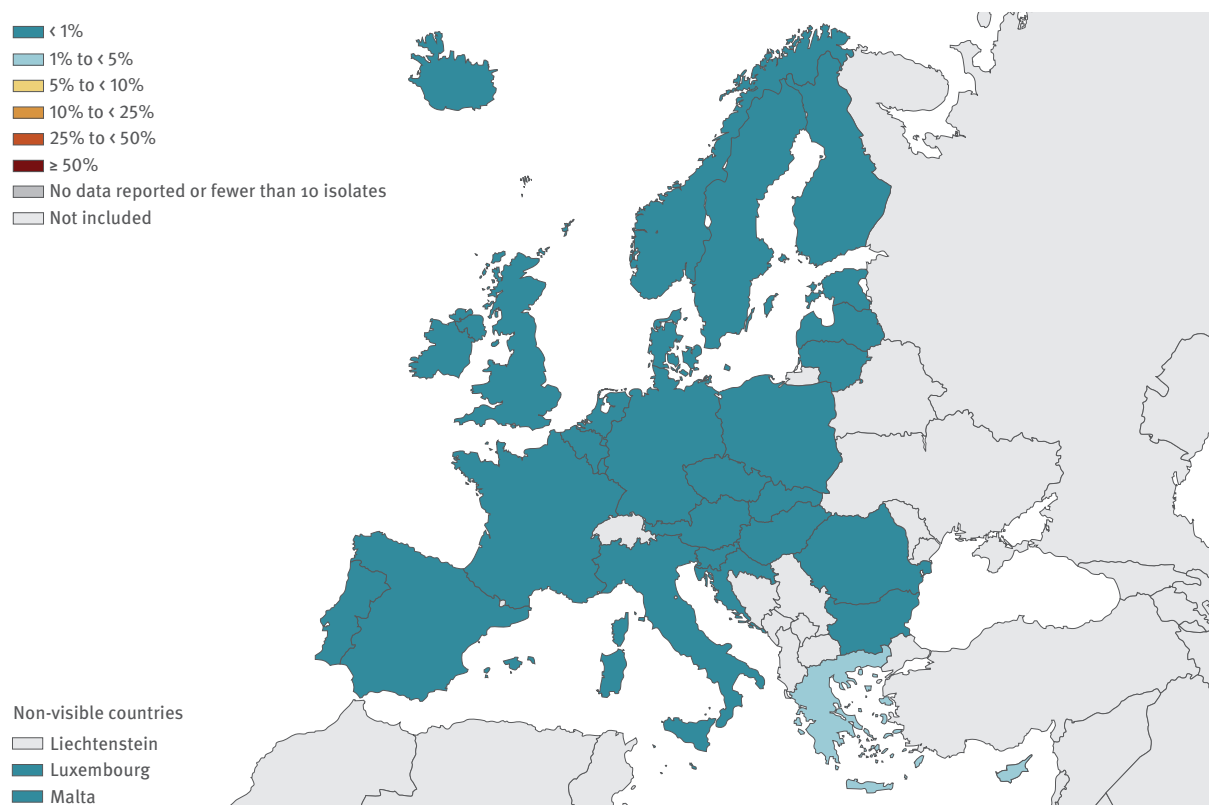 ‹ 1%
1% to ‹ 5%
5% to ‹ 10%
10% to ‹ 25%
25% to ‹ 50%
≥ 50%
No data reported or fewer than 10 isolates
Not included
Non-visible countries
Liechtenstein
Luxembourg
Malta